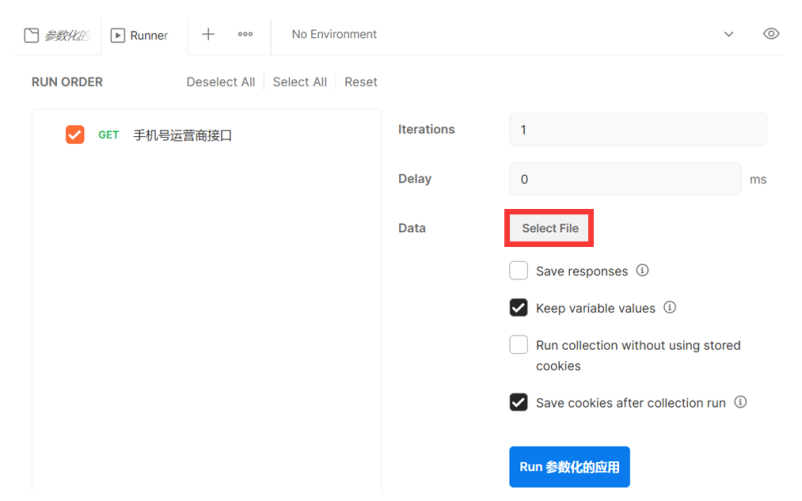 参数化的
Runner
No Environment
RUN ORDER
Deselect All
Select All
Reset
GET 手机号运营商接口
Iterations
1
Delay
0
ms
Data
Select File
Save responses
Keep variable values
Run collection without using stored
cookies
Save cookies after collection run
Run 参数化的应用